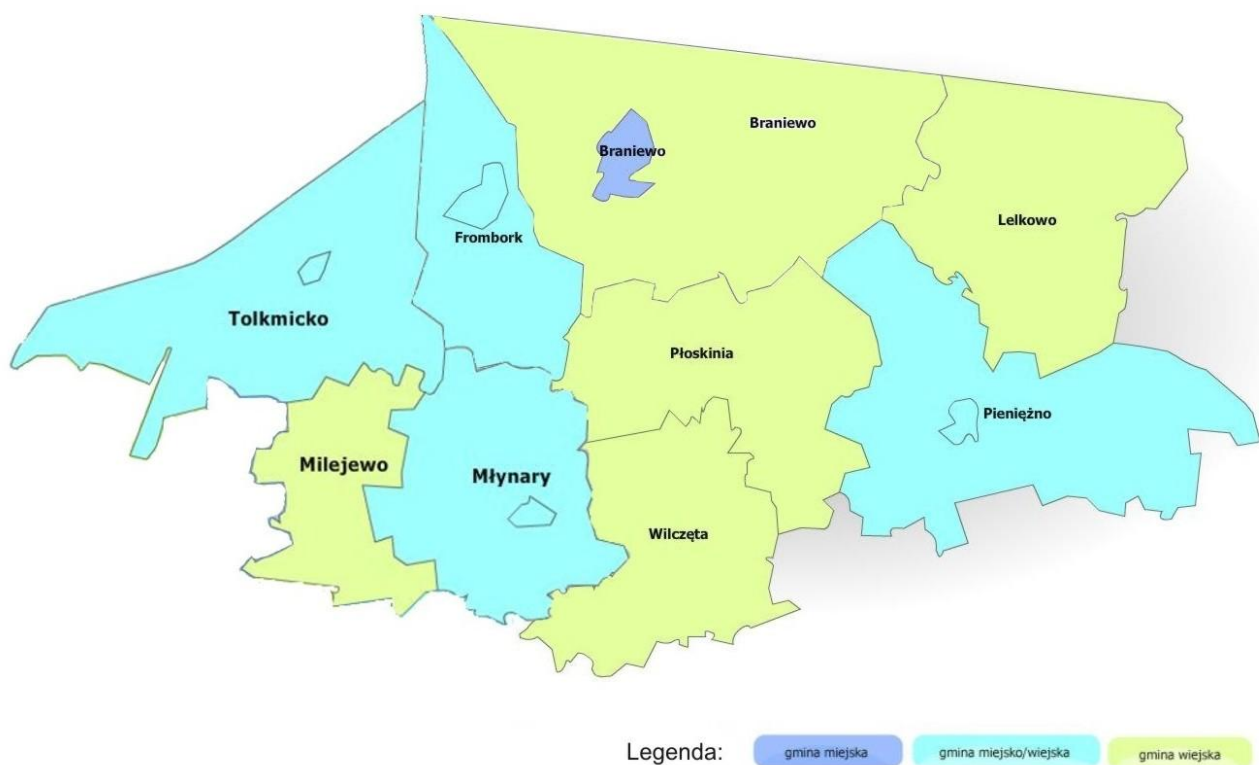 Braniewo
Braniewo
Lelkowo
Frombork
Tolkmicko
Płoskinia
Pieniężno
Milejewo
Młynary
Wilczęta
Legenda:
gmina miejska
gmina miejsko/wiejska
gmina wiejska